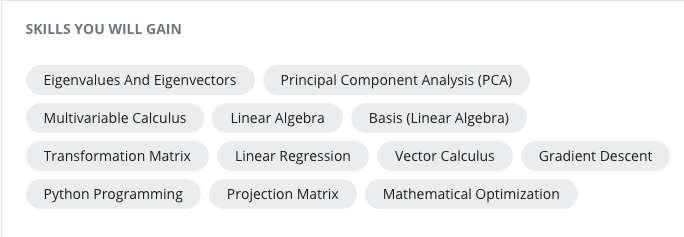 SKILLS YOU WILL GAIN
Eigenvalues And Eigenvectors Principal Component Analysis (PCA)
Multivariable Calculus Linear Algebra Basis (Linear Algebra)
Transformation Matrix Linear Regression Vector Calculus Gradient Descent
Python Programming Projection Matrix Mathematical Optimization